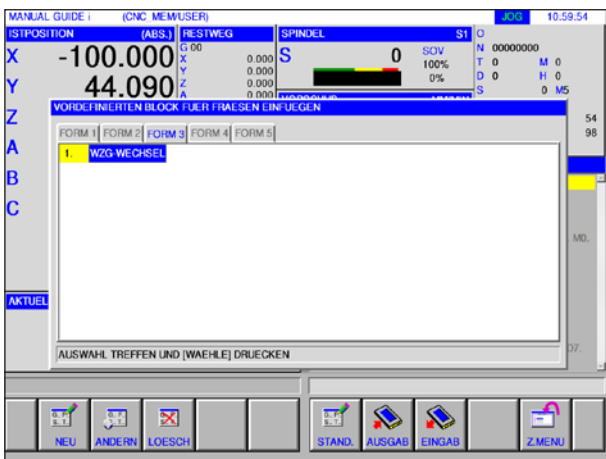 MANUAL GUIDE i (CNC_MEM/USER) JOG 10:59:54
ISTPOSITION (ABS.) RESTWEG SPINDEL S1 O
X -100.000 G 00 X 0.000 S 0 SOV 100% 0% N 00000000
Y 0.000 T 0 M 0
Y 44.090 Z 0.000 D 0 H 0
A 0.000 S 0 M5
VORDEFINIERTEN BLOCK FUER FRAESEN EINFUEGEN
Z 54
98
FORM 1 FORM 2 FORM 3 FORM 4 FORM 5
1. WZG-WECHSEL
A
B
C
M0.
AKTUEL
07.
AUSWAHL TREFFEN UND [WAEHLE] DRUECKEN
NEU ANDERN LOESCH STAND. AUSGAB EINGAB Z.MENU